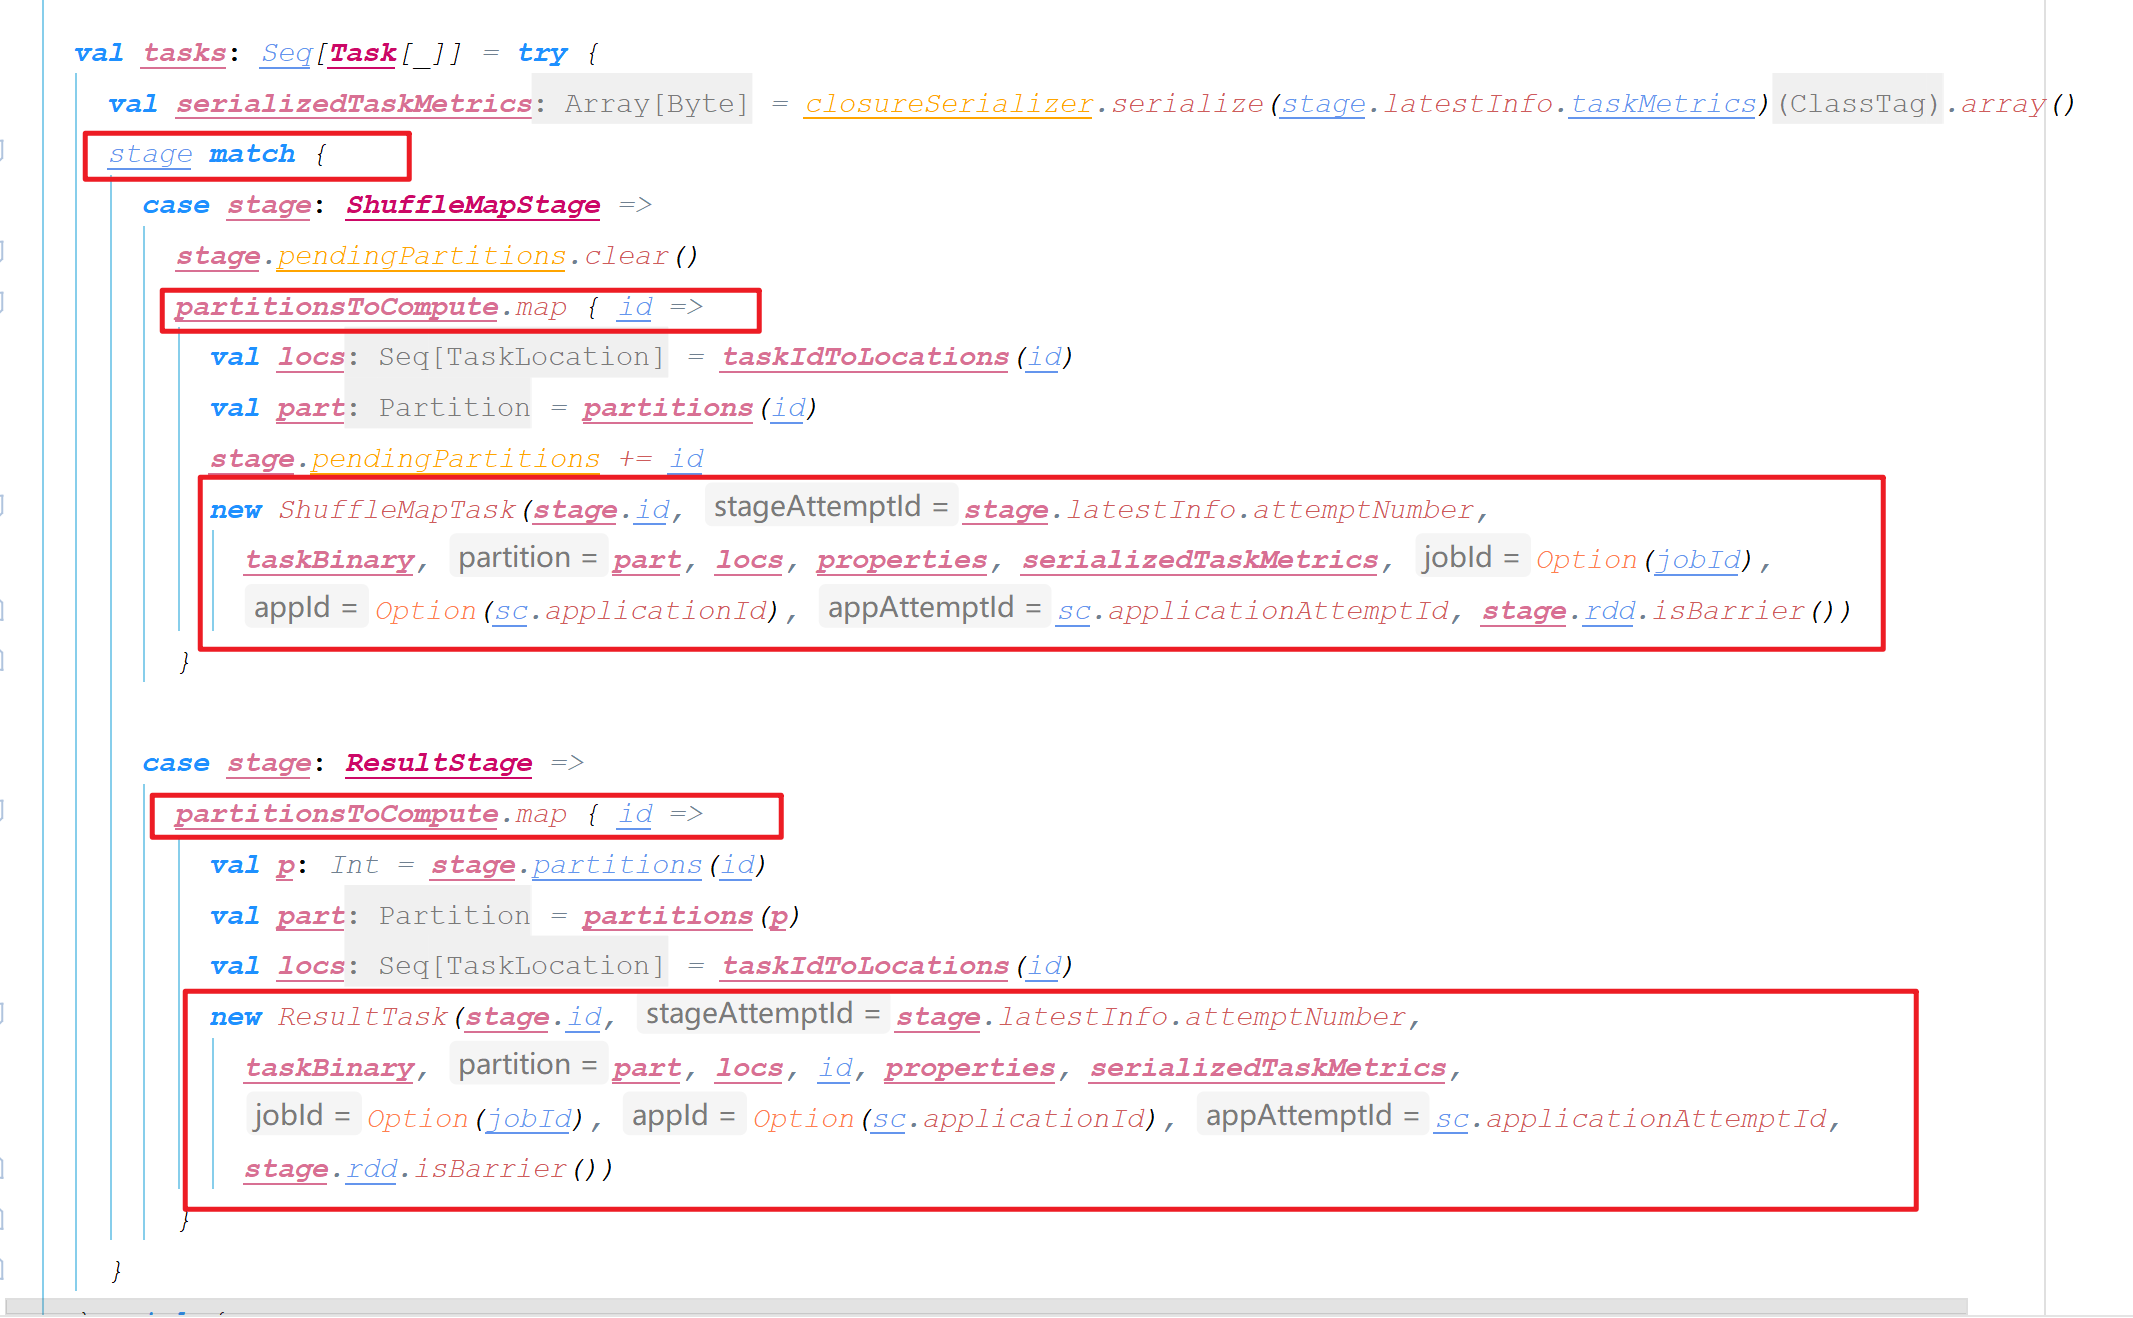 val tasks: Seq[Task[_]] = try {
val serializedTaskMetrics: Array[Byte] = closureSerializer.serialize(stage.latestInfo.taskMetrics)(ClassTag).array()
stage match {
case stage: ShuffleMapStage =>
stage.pendingPartitions.clear()
partitionsToCompute.map { id =>
val locs: Seq[TaskLocation] = taskIdToLocations(id)
val part: Partition = partitions(id)
stage.pendingPartitions += id
new ShuffleMapTask(stage.id, stageAttemptId = stage.latestInfo.attemptNumber,
taskBinary, partition = part, locs, properties, serializedTaskMetrics, jobId = Option(jobId),
appId = Option(sc.applicationId), appAttemptId = sc.applicationAttemptId, stage.rdd.isBarrier())
}
case stage: ResultStage =>
partitionsToCompute.map { id =>
val p: Int = stage.partitions(id)
val part: Partition = partitions(p)
val locs: Seq[TaskLocation] = taskIdToLocations(id)
new ResultTask(stage.id, stageAttemptId = stage.latestInfo.attemptNumber,
taskBinary, partition = part, locs, id, properties, serializedTaskMetrics,
jobId = Option(jobId), appId = Option(sc.applicationId), appAttemptId = sc.applicationAttemptId,
stage.rdd.isBarrier())
}
}